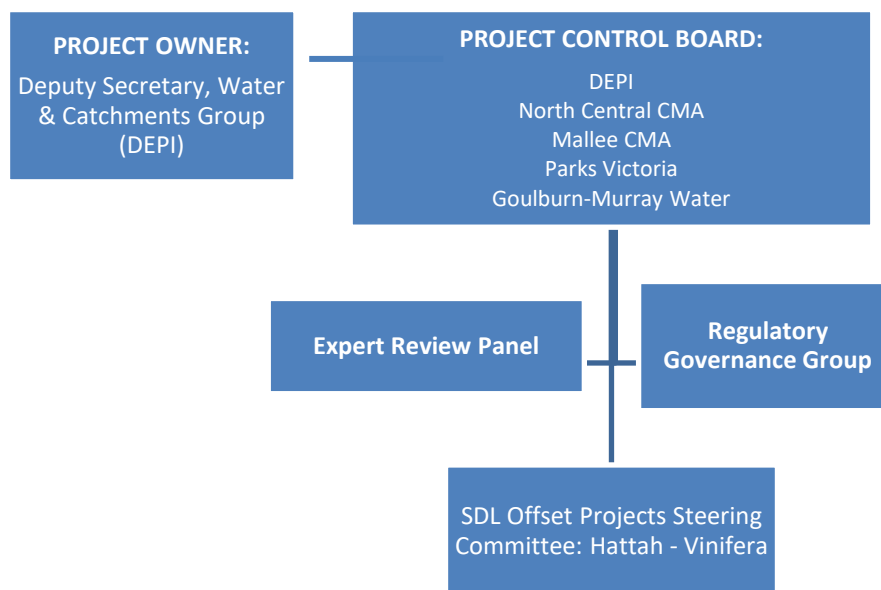 PROJECT OWNER:
Deputy Secretary, Water
& Catchments Group
(DEPI)
PROJECT CONTROL BOARD:
DEPI
North Central CMA
Mallee CMA
Parks Victoria
Goulburn-Murray Water
Expert Review Panel
Regulatory
Governance Group
SDL Offset Projects Steering
Committee: Hattah - Vinifera